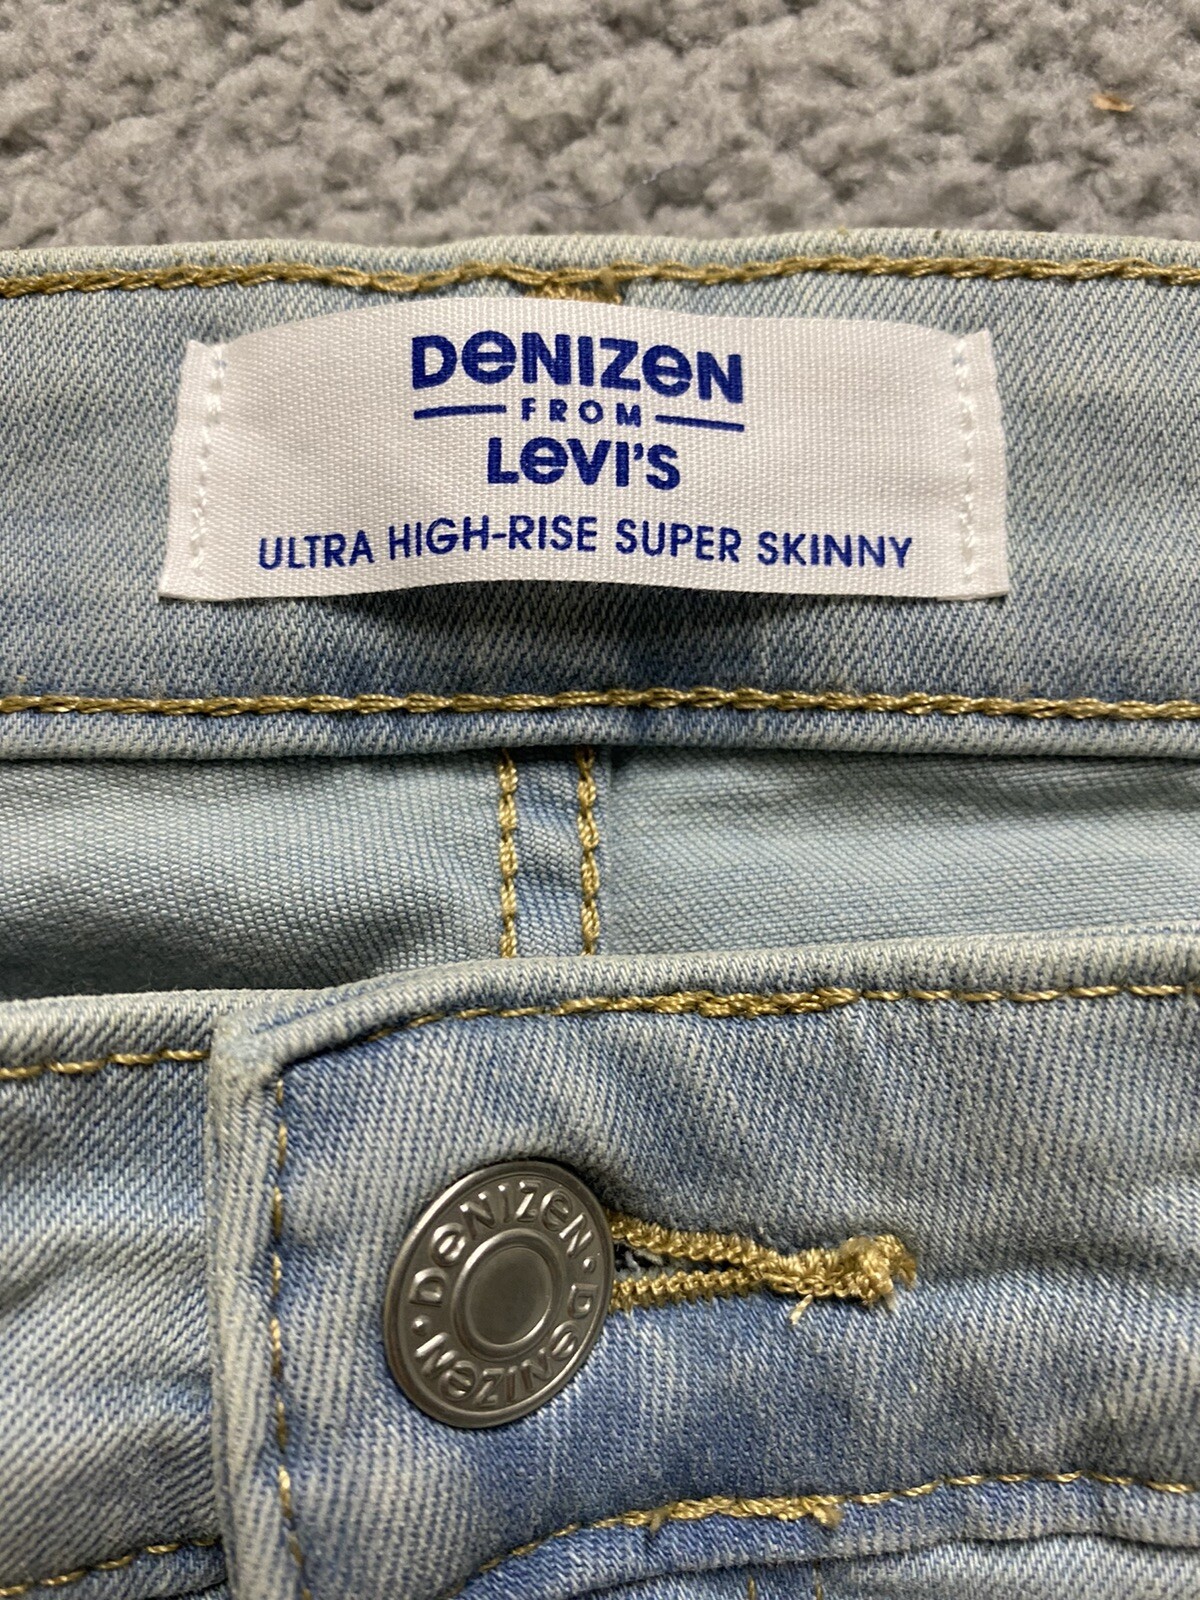 DeNIZeN
FROM
LeVI'S
ULTRA HIGH-RISE SUPER SKINNY
DeNIZeN · DeNIZeN ·